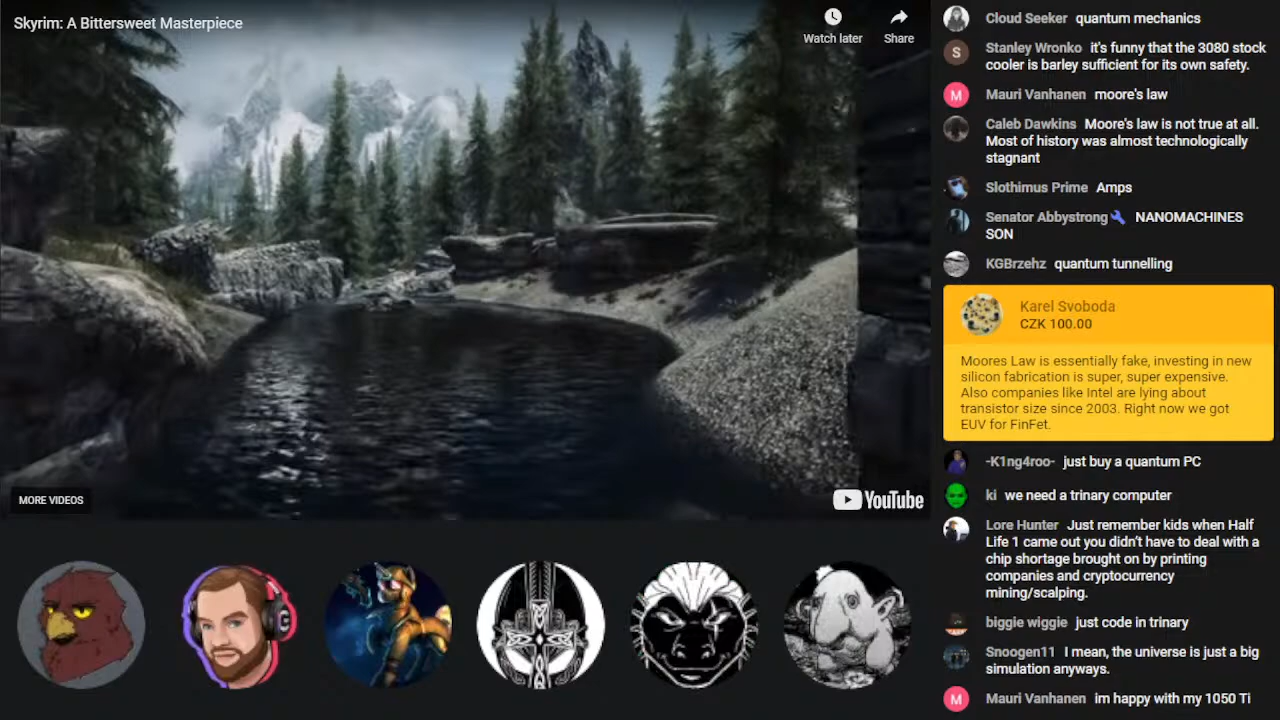 Skyrim: A Bittersweet Masterpiece
Watch later
Share
MORE VIDEOS
YouTube
Cloud Seeker quantum mechanics
S
Stanley Wronko it's funny that the 3080 stock
cooler is barley sufficient for its own safety.
M
Mauri Vanhanen moore's law
Caleb Dawkins Moore's law is not true at all.
Most of history was almost technologically
stagnant
Slothimus Prime Amps
Senator Abbystrong NANOMACHINES
SON
KGBrzehz quantum tunnelling
Karel Svoboda
CZK 100.00
Moores Law is essentially fake, investing in new
silicon fabrication is super, super expensive.
Also companies like Intel are lying about
transistor size since 2003. Right now we got
EUV for FinFet.
-K1ng4roo- just buy a quantum PC
ki we need a trinary computer
Lore Hunter Just remember kids when Half
Life 1 came out you didn't have to deal with a
chip shortage brought on by printing
companies and cryptocurrency
mining/scalping.
biggie wiggie just code in trinary
Snoogen11 I mean, the universe is just a big
simulation anyways.
M
Mauri Vanhanen im happy with my 1050 Ti